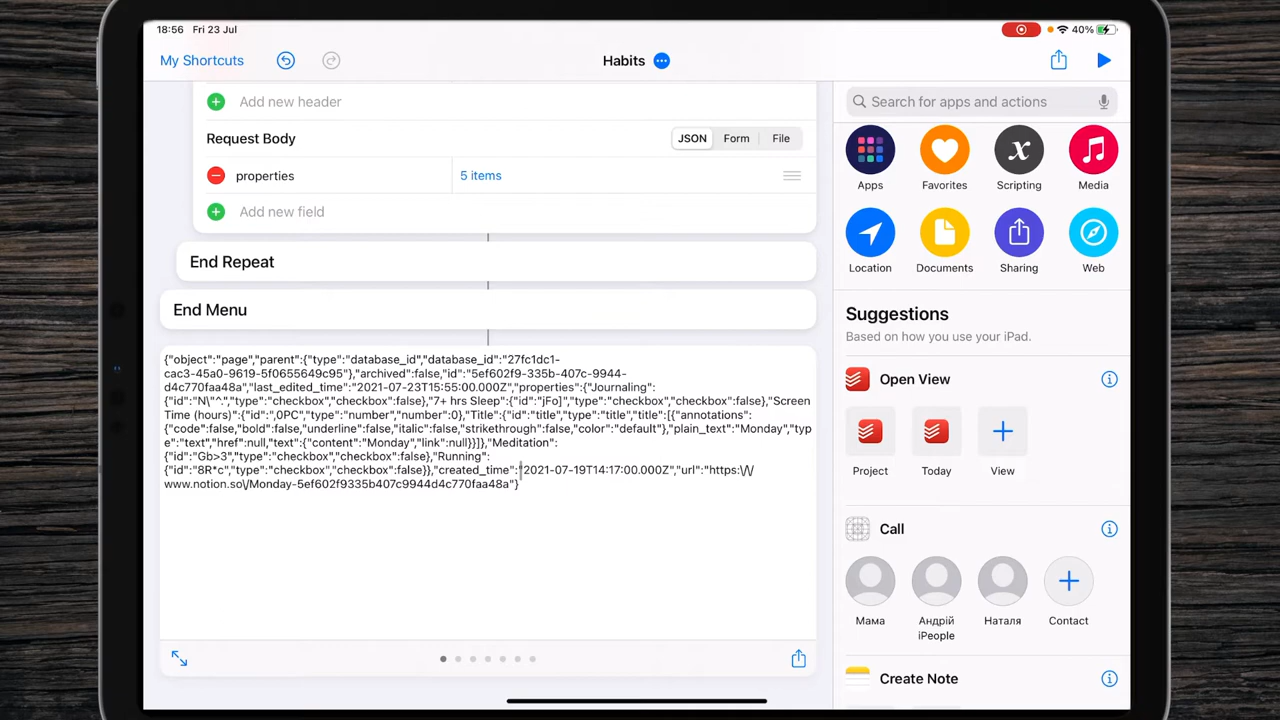 18:56 Fri 23 Jul
40%
My Shortcuts
Habits
Search for apps and actions
Add new header
Request Body
JSON
Form
File
properties
5 items
Add new field
End Repeat
End Menu
{"object":"page","parent":{"type":"database_id","database_id":"27fc1dc1-
cac3-45a0-9619-5f0655649c95"},"archived":false,"id":"5ef602f9-335b-407c-9944-
d4c770faa48a","last_edited_time":"2021-07-23T15:55:00.000Z","properties":{"Journaling":
{"id":"N\"^.","type":"checkbox","checkbox":false},"7+ hrs Sleep":{"id":"jFo]","type":"checkbox","checkbox":false},"Screen
Time (hours)":{"id":",0PC","type":"number","number":0},"Title":{"id":"title","type":"title","title":[{"annotations":
{"code":false,"bold":false,"underline":false,"italic":false,"strikethrough":false,"color":"default"},"plain_text":"Monday","typ
e":"text","href":null,"text":{"content":"Monday","link":null}}]},"Meditation":
{"id":"Gb>3","type":"checkbox","checkbox":false},"Running":
{"id":"8R*c","type":"checkbox","checkbox":false}},"created_time":"2021-07-19T14:17:00.000Z","url":"https:\/\/
www.notion.so\/Monday-5ef602f9335b407c9944d4c770faa48a"}
Apps
Favorites
Scripting
Media
Location
Documents
Sharing
Web
Suggestions
Based on how you use your iPad.
Open View
Project
Today
View
Call
Мама
Андрій
iPeople
Наталя
Contact
Create Note